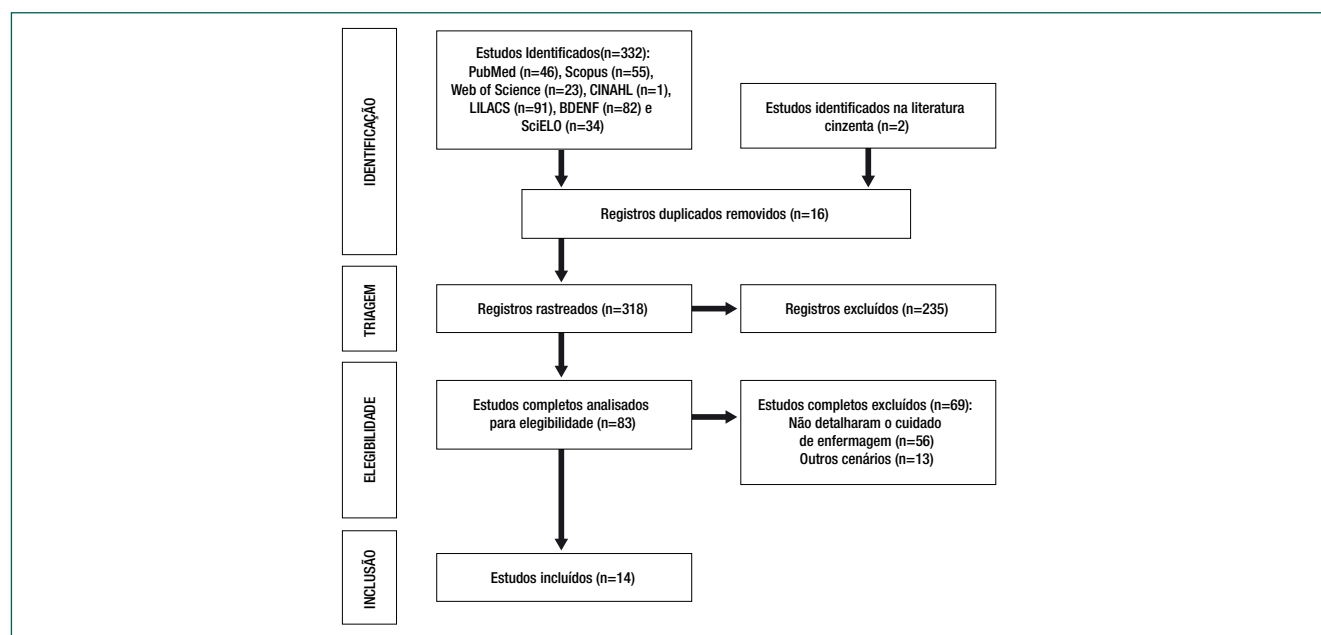 IDENTIFICAÇÃO
Estudos Identificados(n=332):
PubMed (n=46), Scopus (n=55),
Web of Science (n=23), CINAHL (n=1),
LILACS (n=91), BDENF (n=82) e
SciELO (n=34)
Estudos identificados na literatura
cinzenta (n=2)
Registros duplicados removidos (n=16)
TRIAGEM
Registros rastreados (n=318)
Registros excluídos (n=235)
ELEGIBILIDADE
Estudos completos analisados
para elegibilidade (n=83)
Estudos completos excluídos (n=69):
Não detalharam o cuidado
de enfermagem (n=56)
Outros cenários (n=13)
INCLUSÃO
Estudos incluídos (n=14)